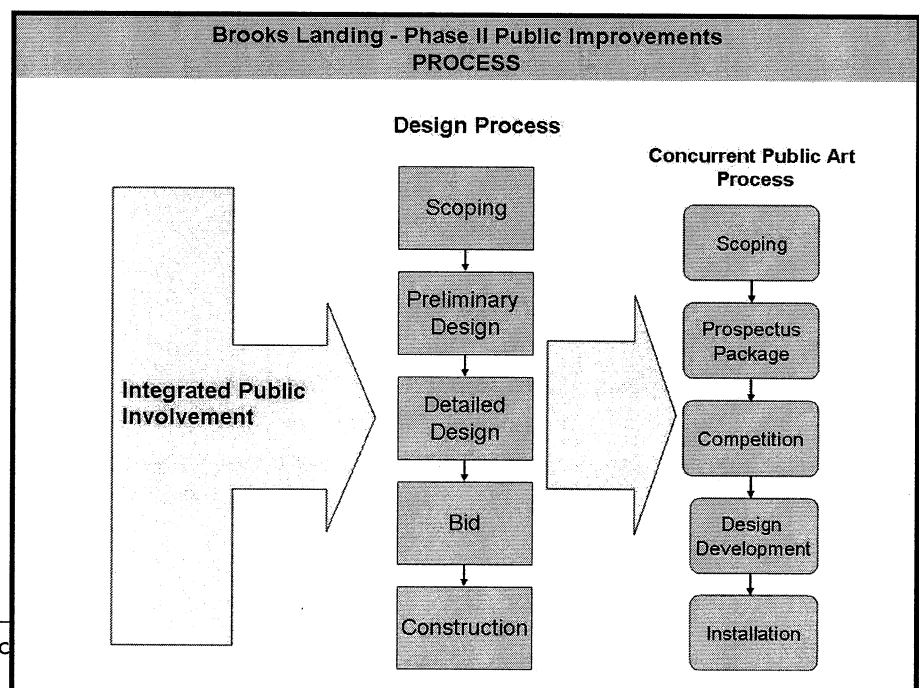 Brooks Landing - Phase II Public Improvements
PROCESS
Design Process
Concurrent Public Art
Process
Integrated Public
Involvement
Scoping
Preliminary
Design
Detailed
Design
Bid
Construction
Scoping
Prospectus
Package
Competition
Design
Development
Installation